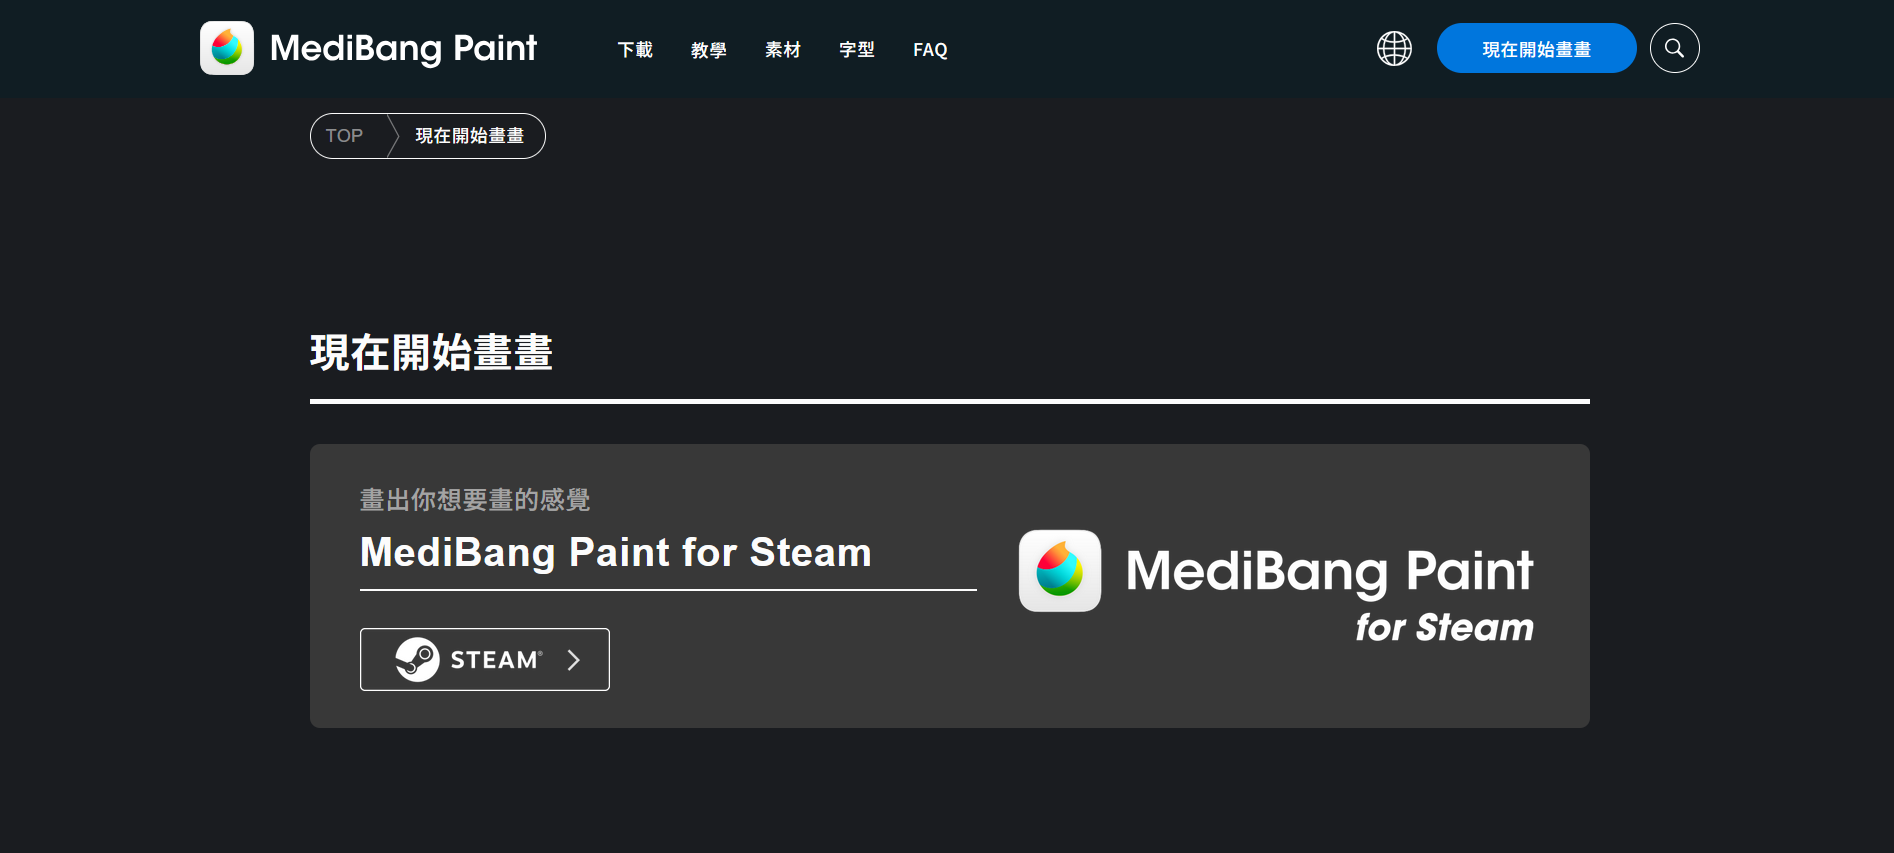 MediBang Paint
下載
教學
素材
字型
FAQ
現在開始畫畫
TOP
現在開始畫畫
現在開始畫畫
畫出你想要畫的感覺
MediBang Paint for Steam
STEAM®
MediBang Paint
for Steam